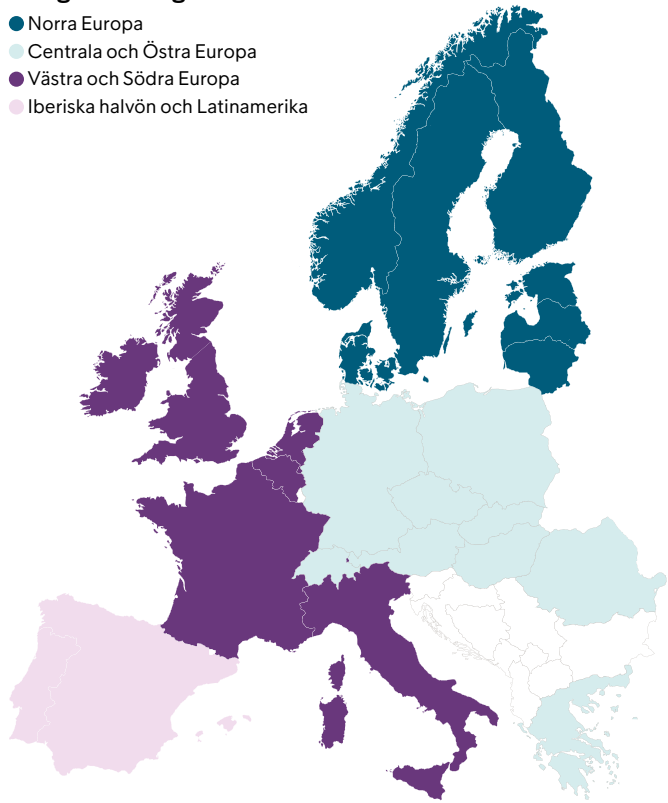 Norra Europa
Centrala och Östra Europa
Västra och Södra Europa
Iberiska halvön och Latinamerika